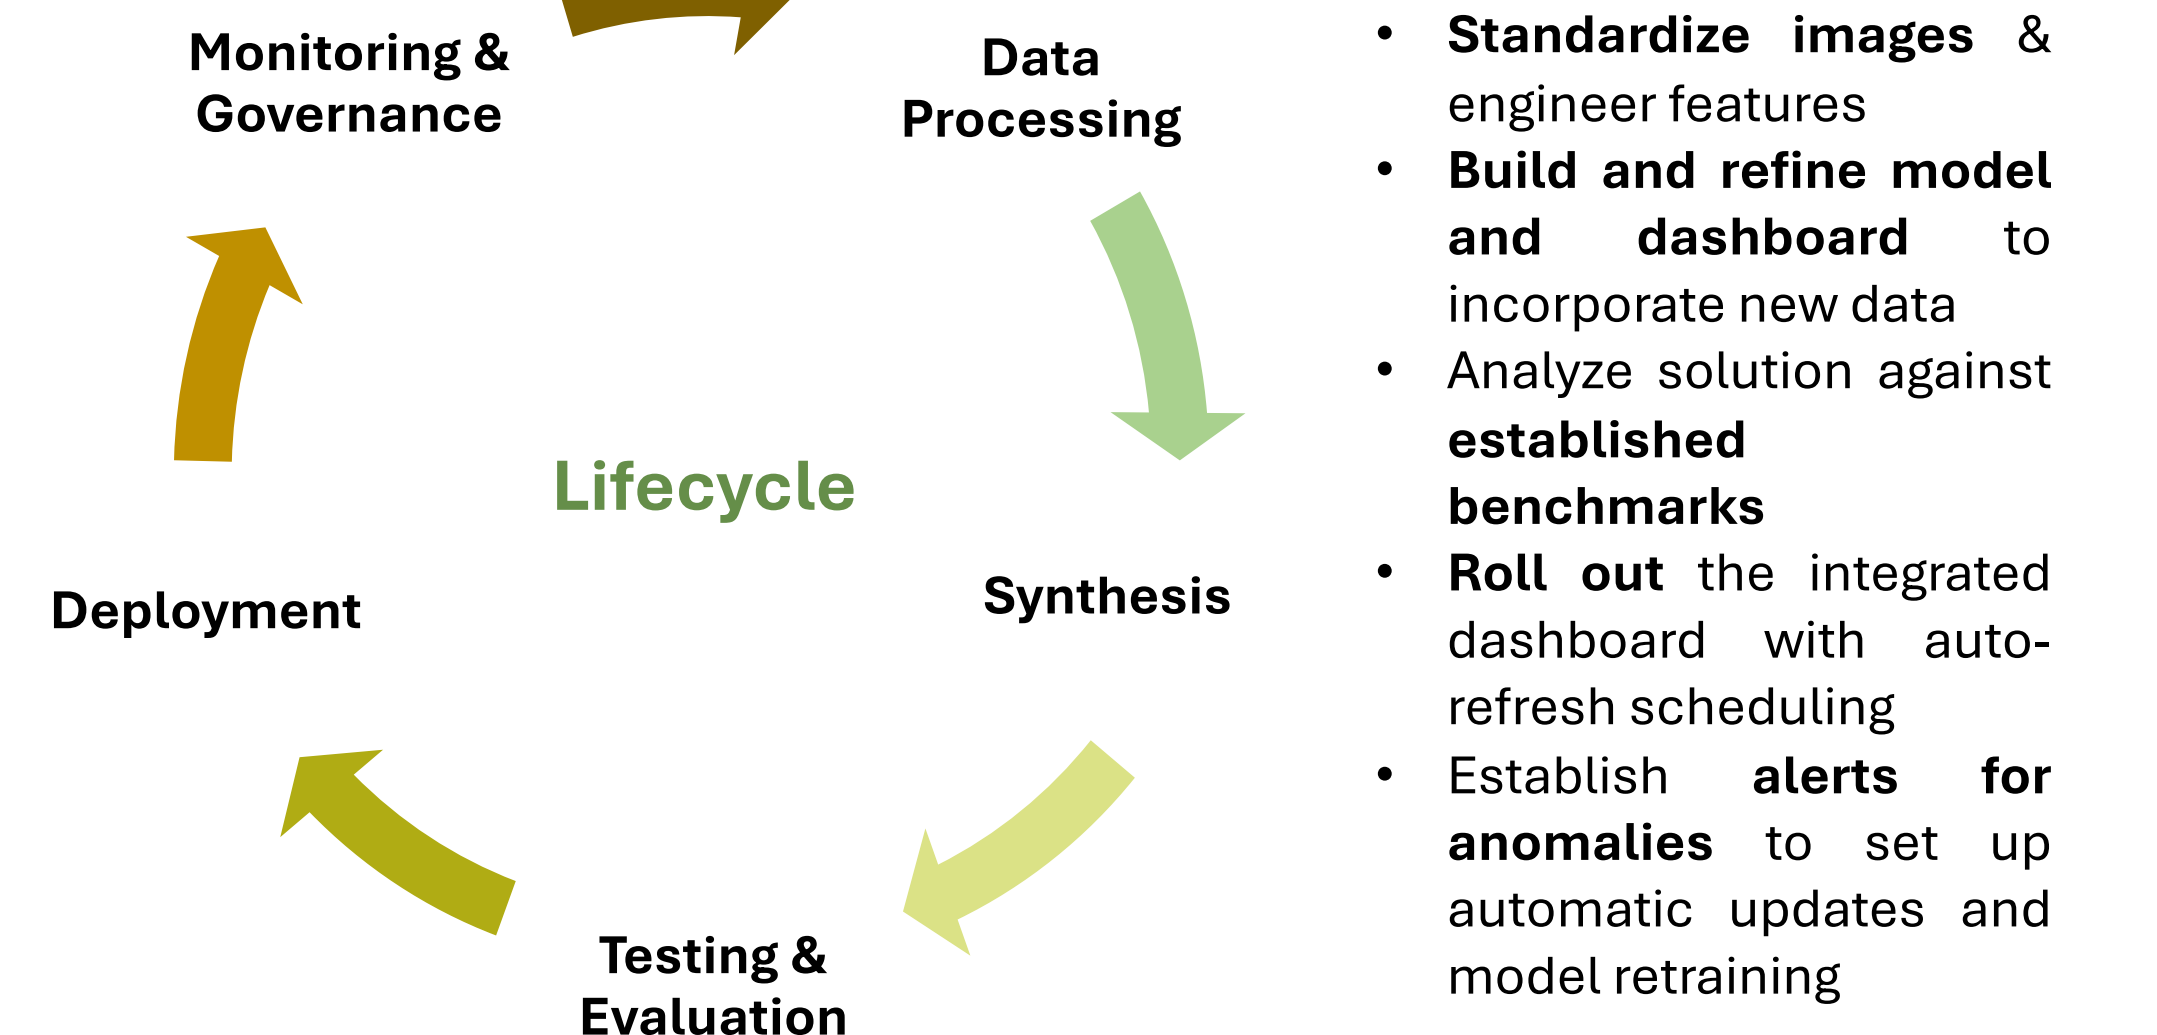 Monitoring &
Governance
Data
Processing
Lifecycle
Synthesis
Deployment
Testing &
Evaluation
• Standardize images &
engineer features
• Build and refine model
and dashboard to
incorporate new data
• Analyze solution against
established
benchmarks
• Roll out the integrated
dashboard with auto-
refresh scheduling
• Establish alerts for
anomalies to set up
automatic updates and
model retraining